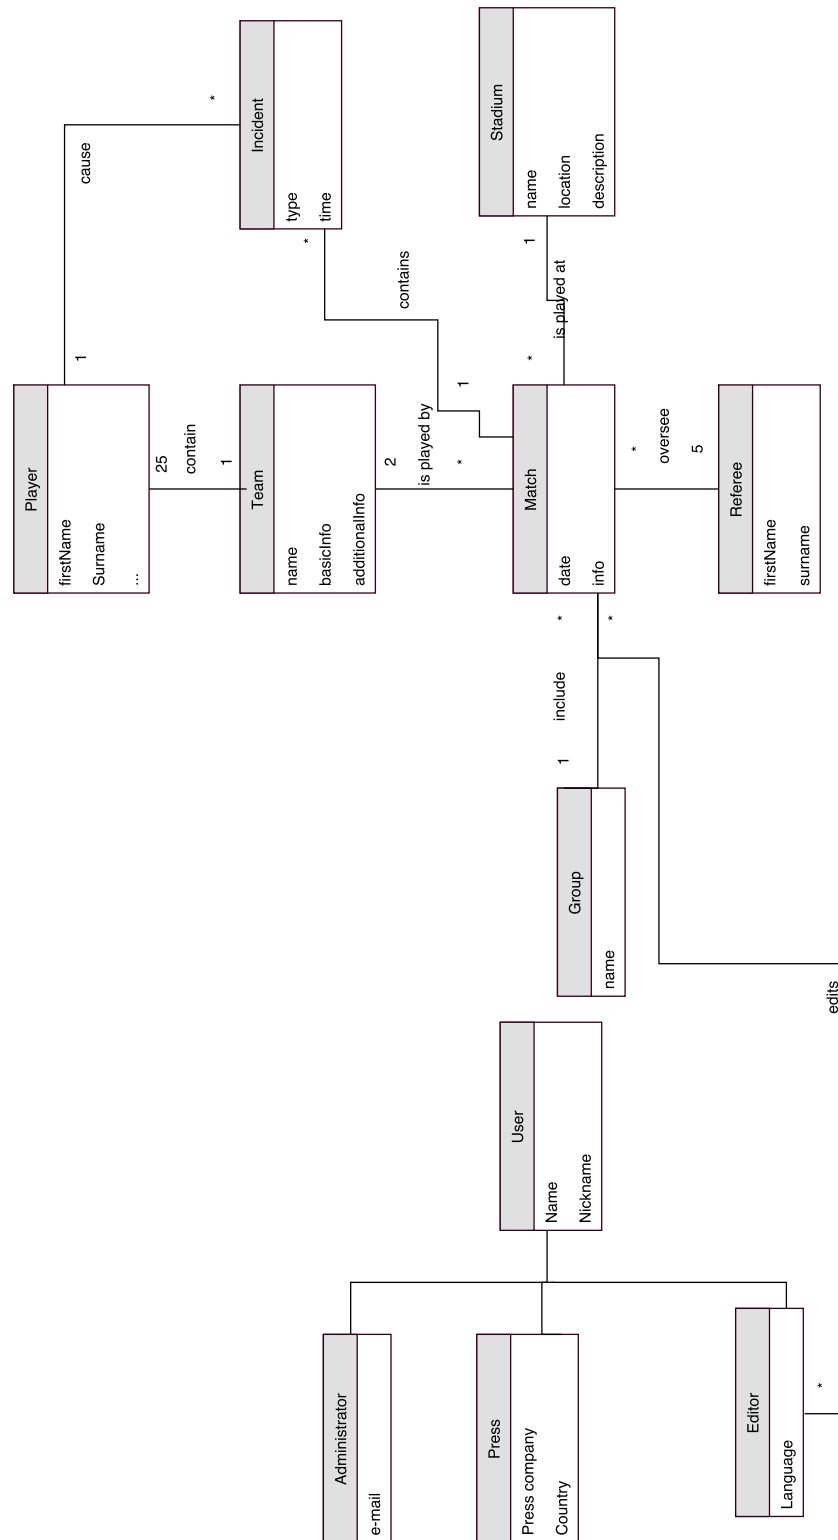 Player
firstName
Surname
...
25
contain
1
Team
name
basicInfo
additionalInfo
2
is played by
*
Match
date
info
*
oversee
5
Referee
firstName
surname
1
cause
*
Incident
type
time
*
contains
1
Stadium
name
location
description
1
is played at
*
*
*
include
1
Group
name
edits
User
Name
Nickname
Administrator
e-mail
Press
Press company
Country
Editor
Language
*